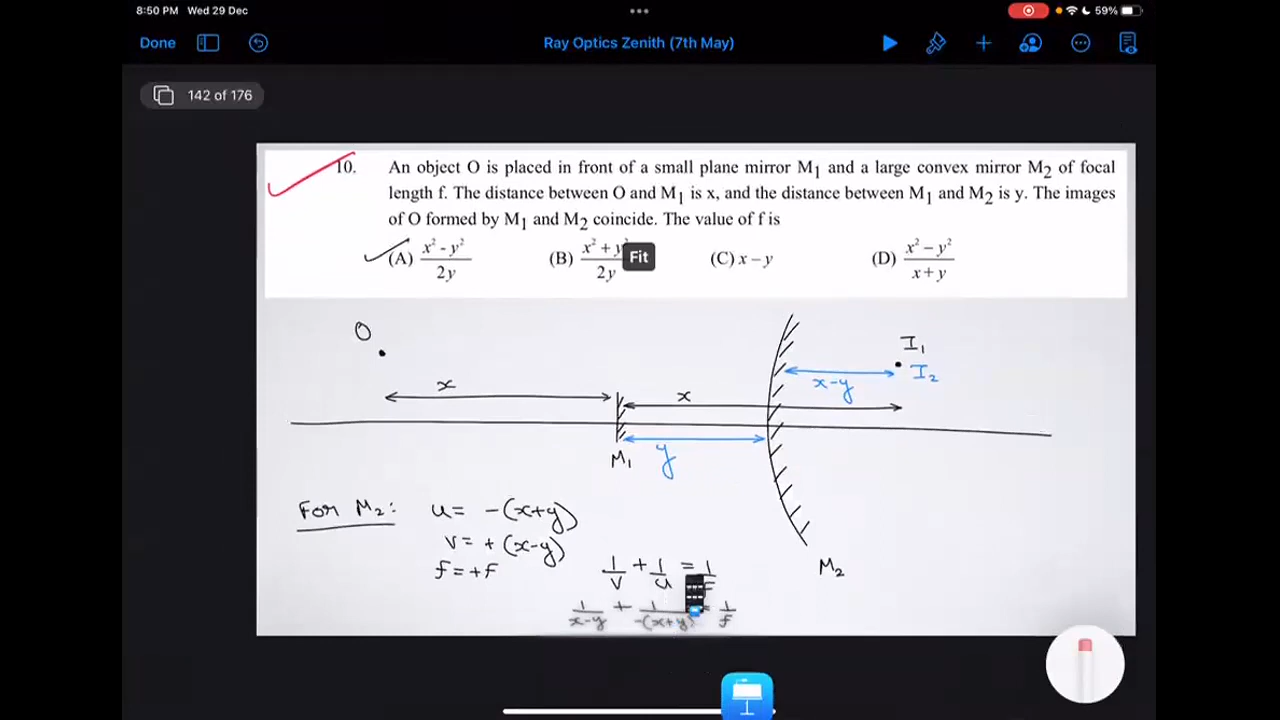 8:50 PM Wed 29 Dec
59%
Done
Ray Optics Zenith (7th May)
142 of 176
10. An object O is placed in front of a small plane mirror M₁ and a large convex mirror M₂ of focal
length f. The distance between O and M₁ is x, and the distance between M₁ and M₂ is y. The images
of O formed by M₁ and M₂ coincide. The value of f is
(A) x² - y² / 2y (B) x² + y / 2y (C) x – y (D) x² – y² / x + y
Fit
O
I₁
I₂
x
x-y
x
y
M₁
M₂
For M₂: u = -(x+y)
v = +(x-y)
f = +f
1/v + 1/u = 1/f
1/x-y + 1/-(x+y) = 1/f